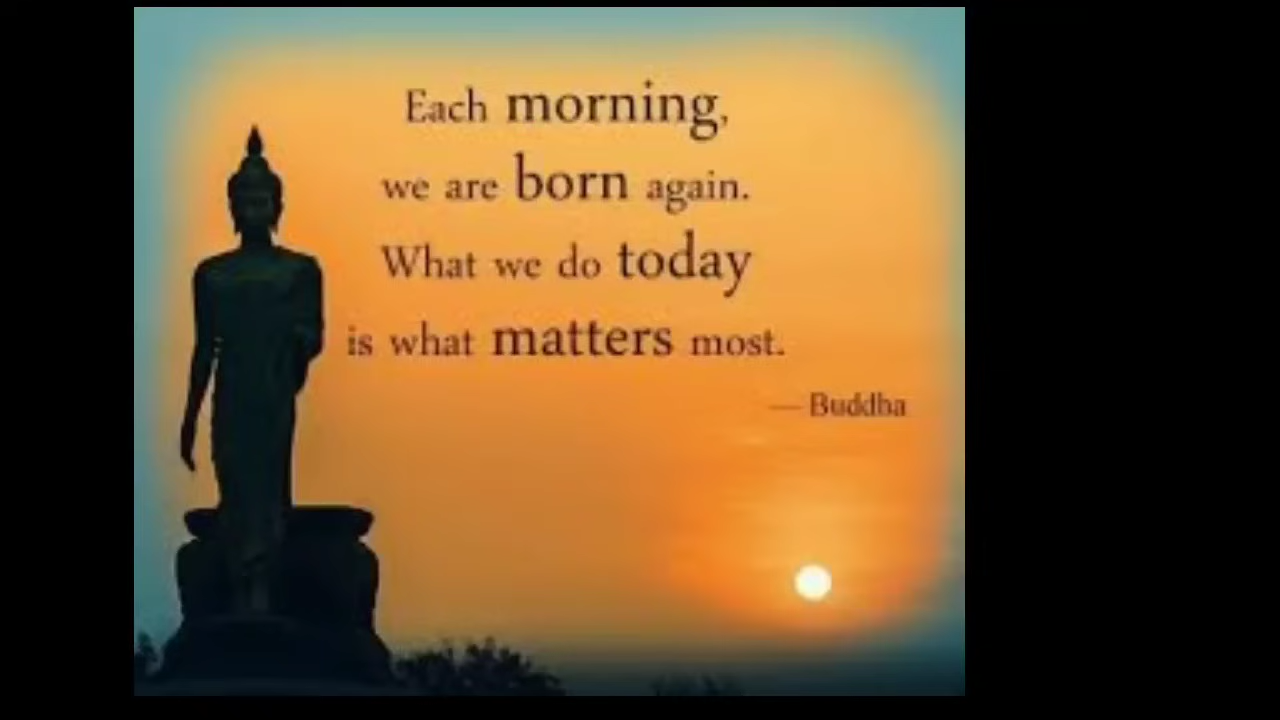 Each morning,
we are born again.
What we do today
is what matters most.
— Buddha